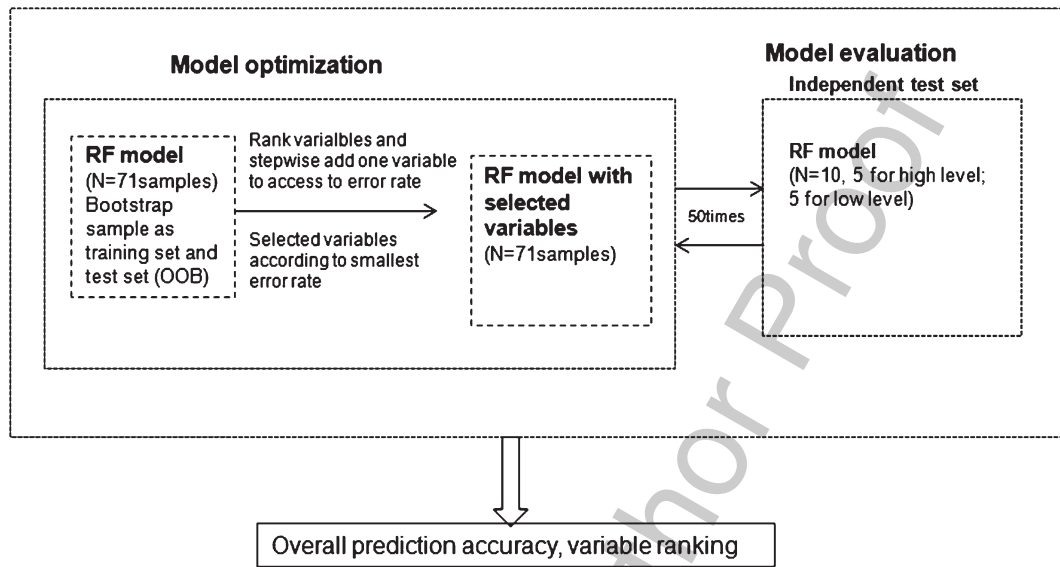 Model optimization
Model evaluation
Independent test set
RF model
(N=71samples)
Bootstrap
sample as
training set and
test set (OOB)
Rank varialbles and
stepwise add one variable
to access to error rate
Selected variables
according to smallest
error rate
RF model with
selected
variables
(N=71samples)
50times
RF model
(N=10, 5 for high level;
5 for low level)
Overall prediction accuracy, variable ranking
thor Proof